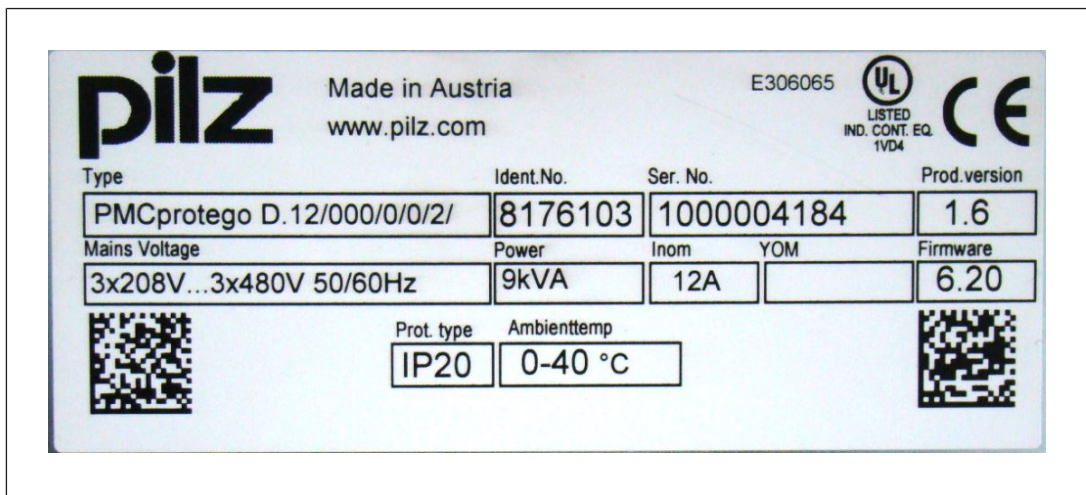 pilz
Made in Austria
www.pilz.com
E306065
UL
LISTED
IND. CONT. EQ.
1VD4
CE
Type Ident.No. Ser. No. Prod.version
PMCprotego D.12/000/0/0/2/ 8176103 1000004184 1.6
Mains Voltage Power Inom YOM Firmware
3x208V...3x480V 50/60Hz 9kVA 12A 6.20
Prot. type Ambienttemp
IP20 0-40 °C